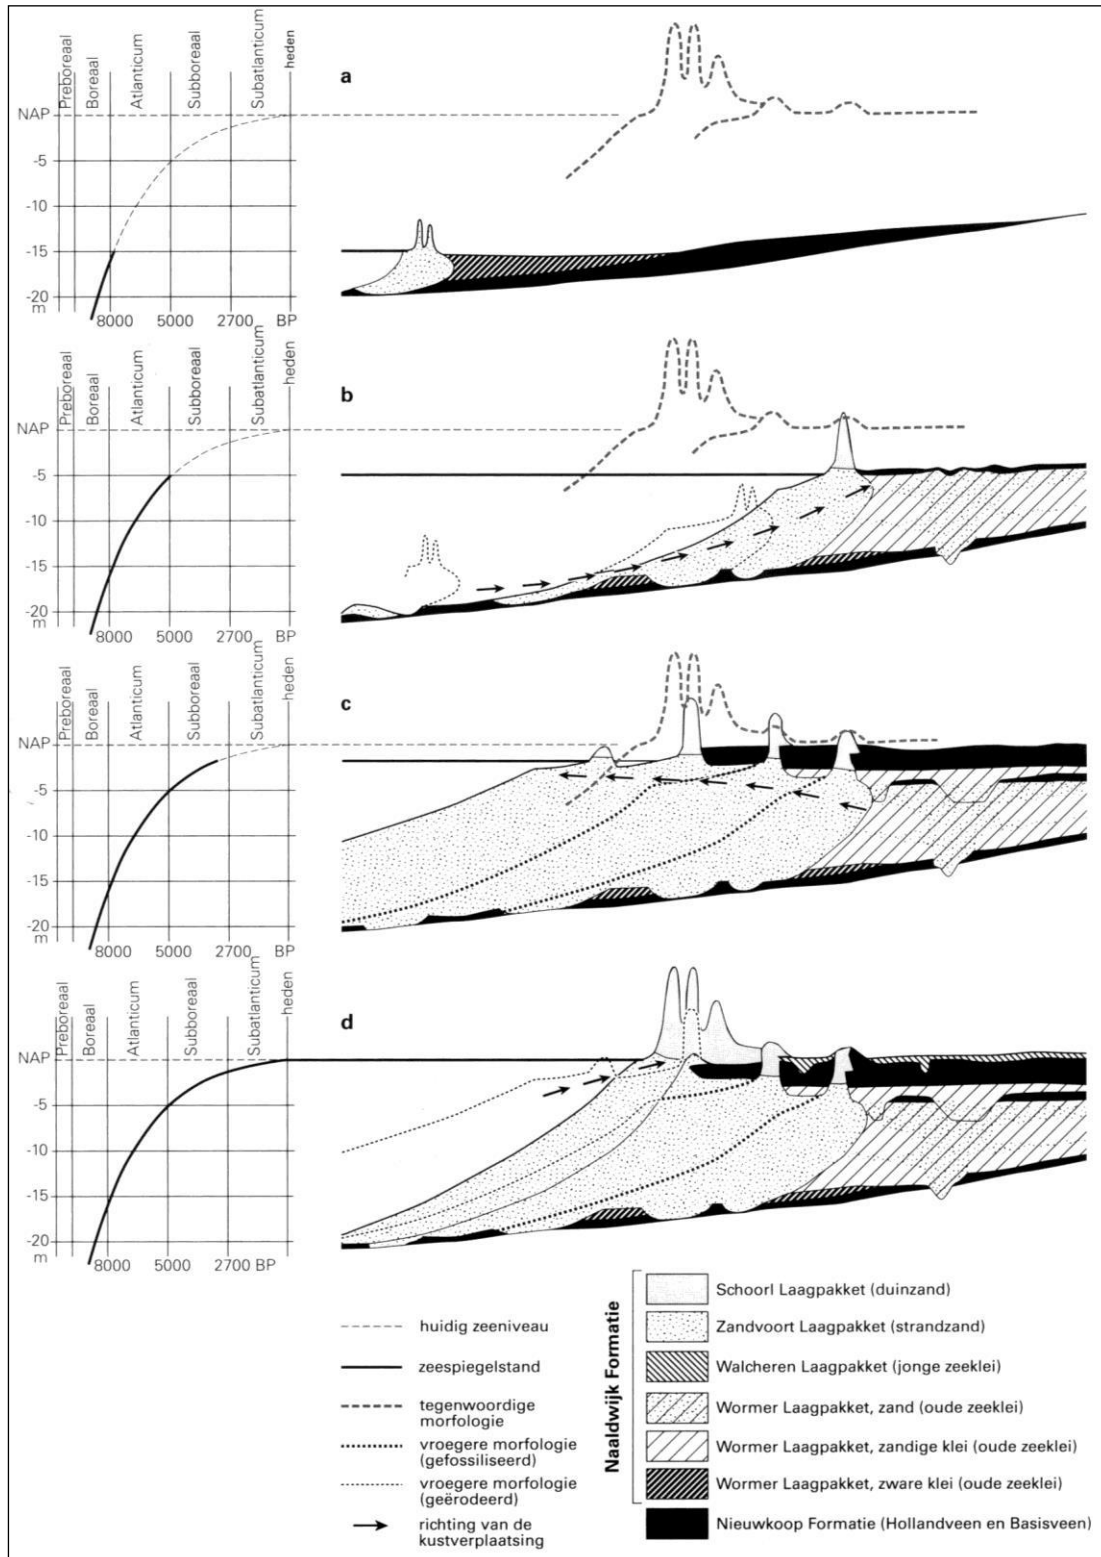 Preboreaal
Boreaal
Atlanticum
Subboreaal
Subatlanticum
heden
a
NAP
-5
-10
-15
-20
m
8000 5000 2700 BP
Preboreaal
Boreaal
Atlanticum
Subboreaal
Subatlanticum
heden
b
NAP
-5
-10
-15
-20
m
8000 5000 2700 BP
Preboreaal
Boreaal
Atlanticum
Subboreaal
Subatlanticum
heden
c
NAP
-5
-10
-15
-20
m
8000 5000 2700 BP
Preboreaal
Boreaal
Atlanticum
Subboreaal
Subatlanticum
heden
d
NAP
-5
-10
-15
-20
m
8000 5000 2700 BP
huidig zeeniveau
zeespiegelstand
tegenwoordige
morfologie
vroegere morfologie
(gefossiliseerd)
vroegere morfologie
(geërodeerd)
richting van de
kustverplaatsing
Naaldwijk Formatie
Schoorl Laagpakket (duinzand)
Zandvoort Laagpakket (strandzand)
Walcheren Laagpakket (jonge zeeklei)
Wormer Laagpakket, zand (oude zeeklei)
Wormer Laagpakket, zandige klei (oude zeeklei)
Wormer Laagpakket, zware klei (oude zeeklei)
Nieuwkoop Formatie (Hollandveen en Basisveen)